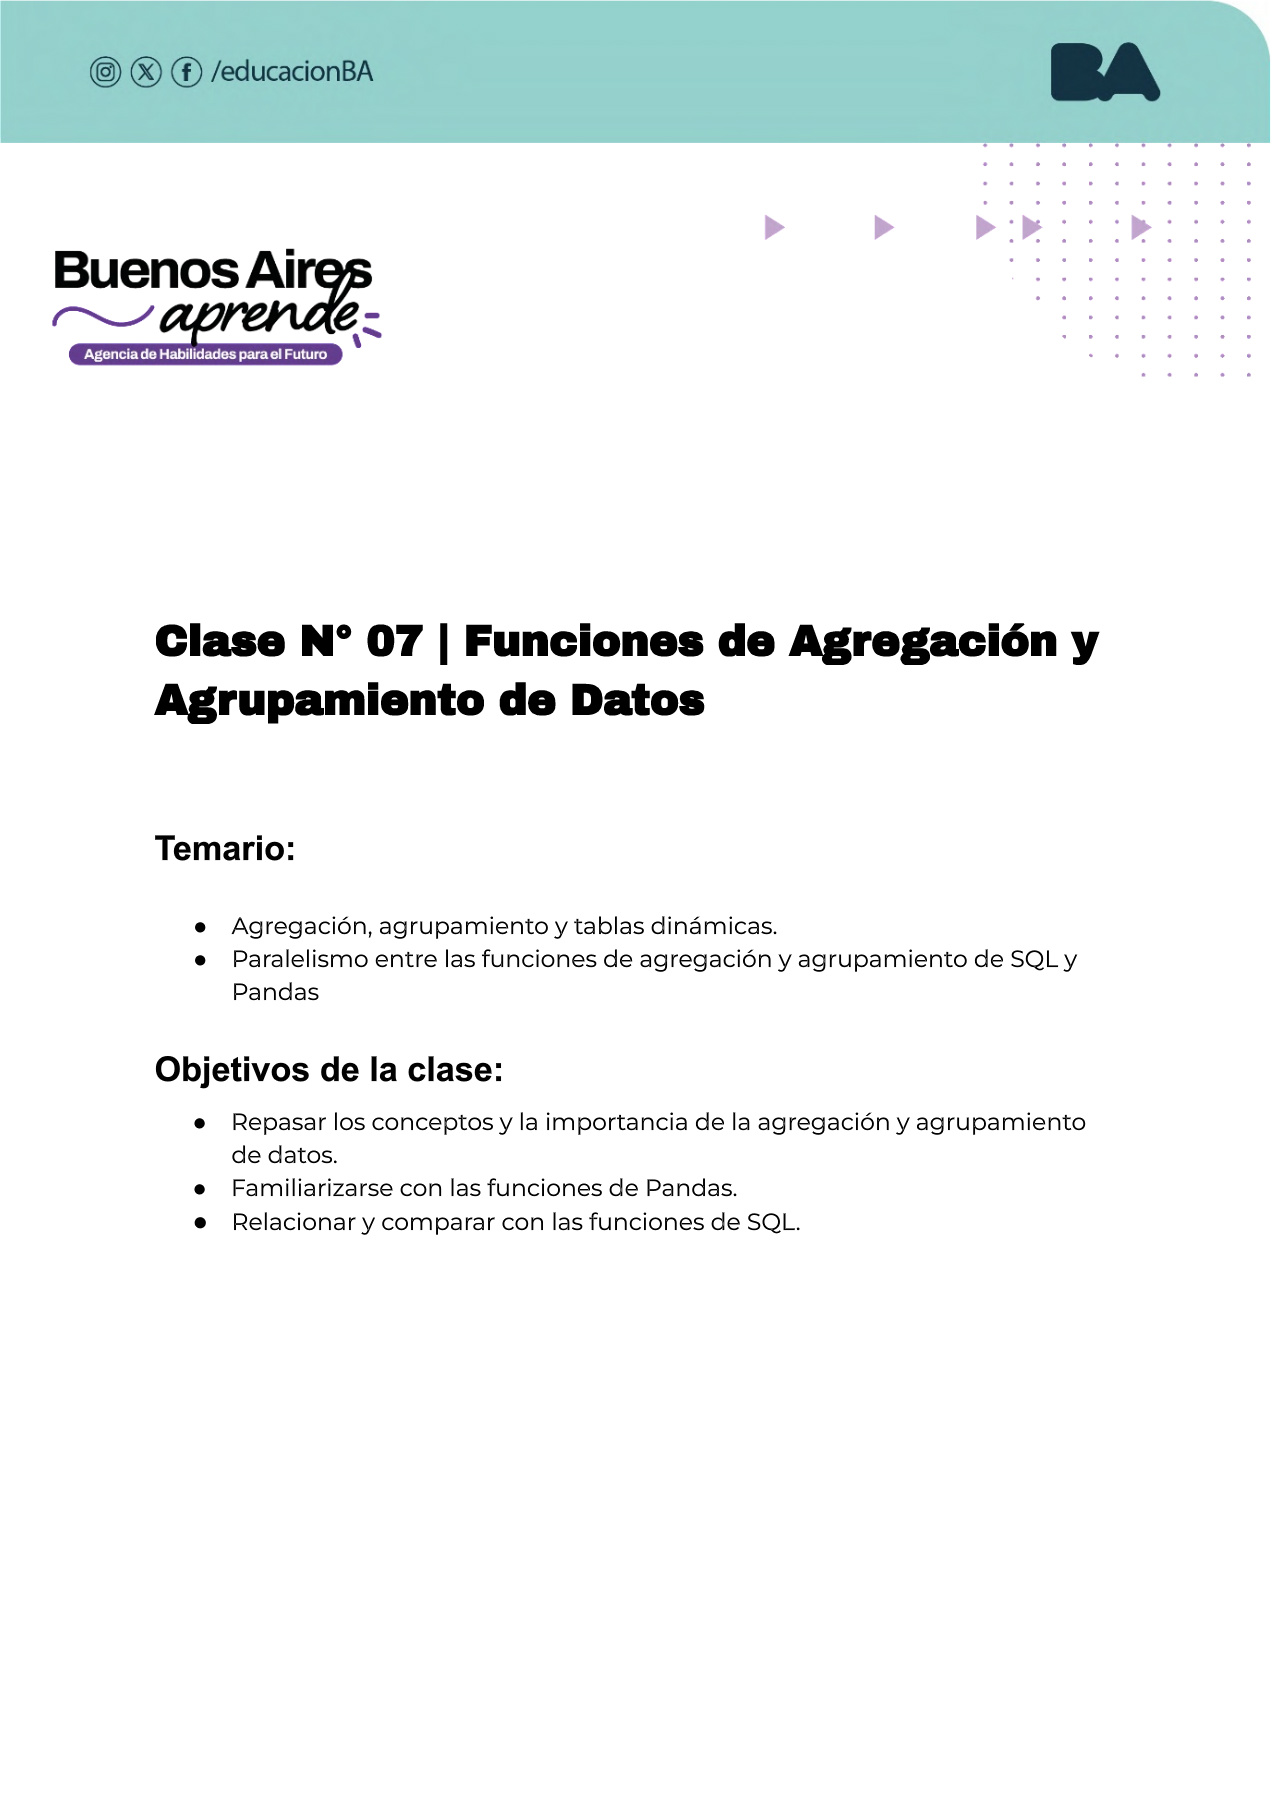 /educacionBA
BA
Buenos Aires
aprende
Agencia de Habilidades para el Futuro
Clase N° 07 | Funciones de Agregación y
Agrupamiento de Datos
Temario:
● Agregación, agrupamiento y tablas dinámicas.
● Paralelismo entre las funciones de agregación y agrupamiento de SQL y
Pandas
Objetivos de la clase:
● Repasar los conceptos y la importancia de la agregación y agrupamiento
de datos.
● Familiarizarse con las funciones de Pandas.
● Relacionar y comparar con las funciones de SQL.